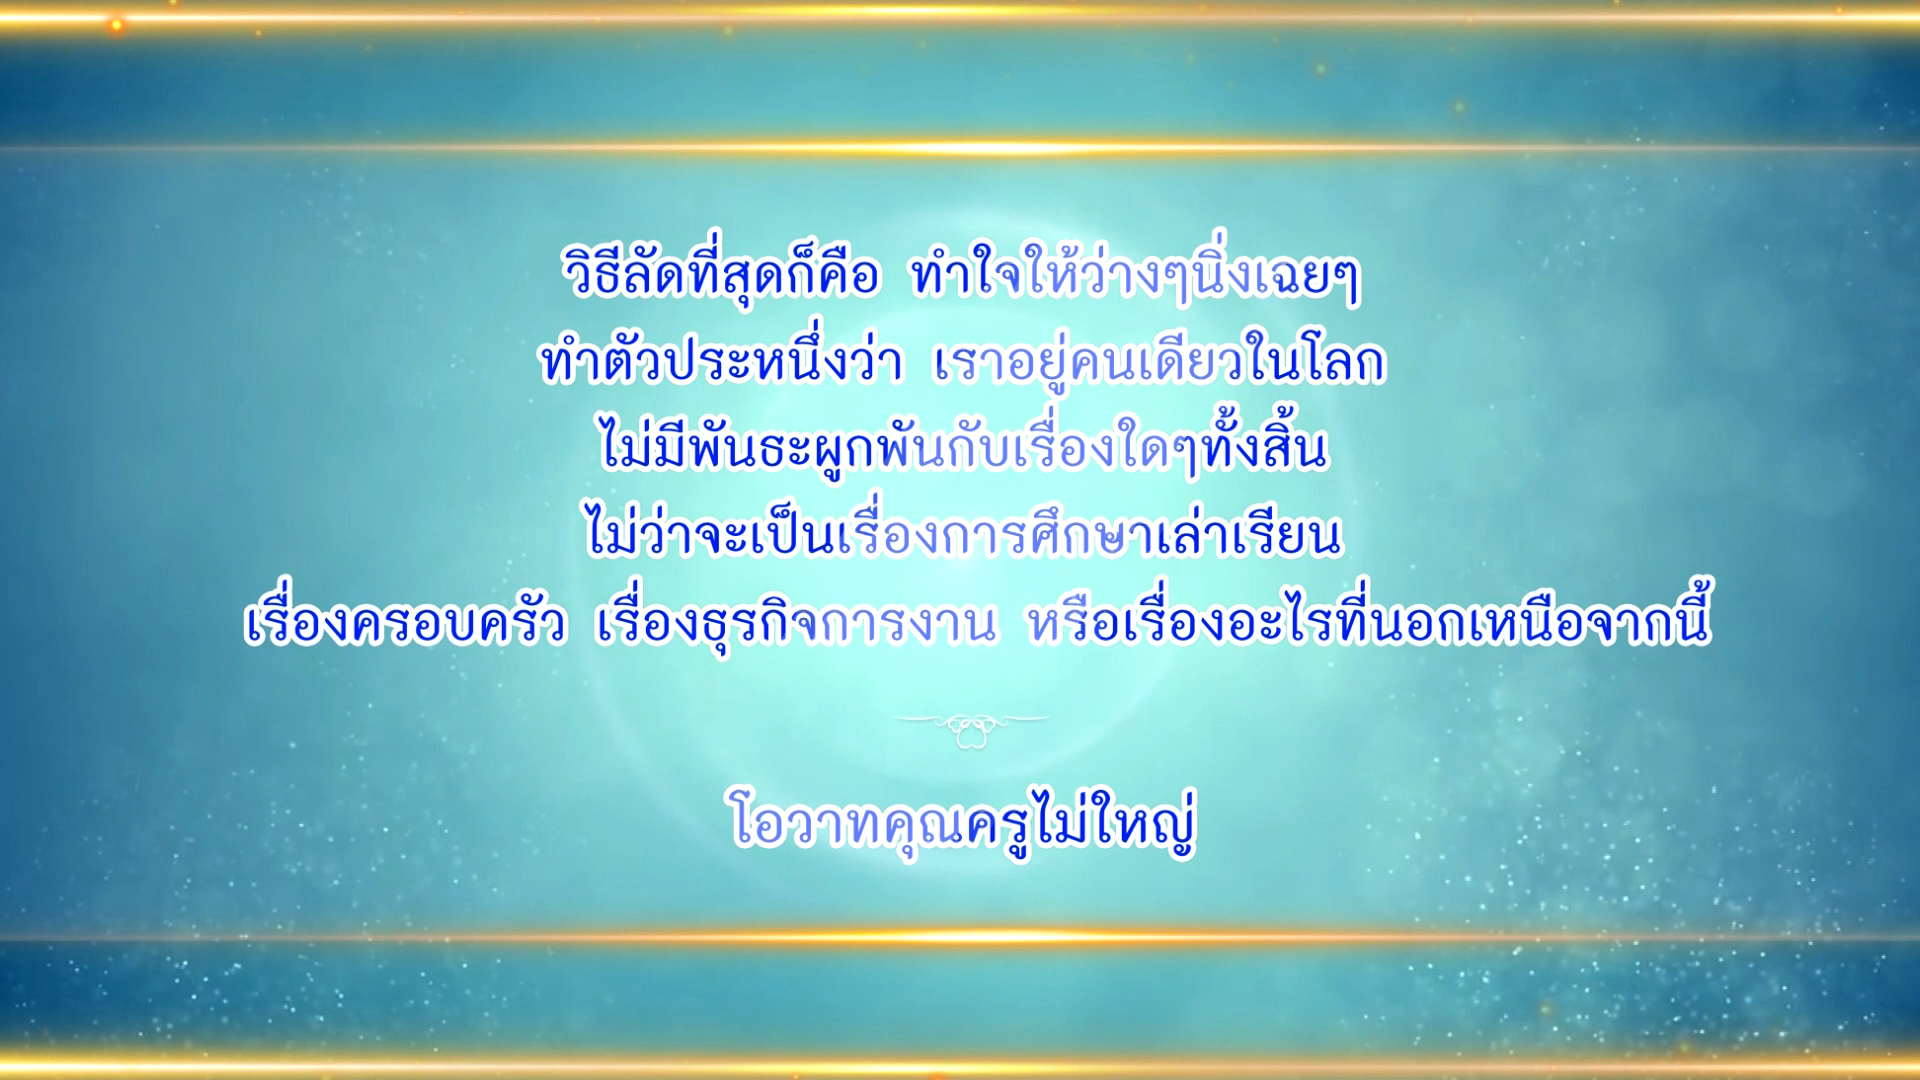 วิธีลัดที่สุดก็คือ ทำใจให้ว่างๆนิ่งเฉยๆ
ทำตัวประหนึ่งว่า เราอยู่คนเดียวในโลก
ไม่มีพันธะผูกพันกับเรื่องใดๆทั้งสิ้น
ไม่ว่าจะเป็นเรื่องการศึกษาเล่าเรียน
เรื่องครอบครัว เรื่องธุรกิจการงาน หรือเรื่องอะไรที่นอกเหนือจากนี้
โอวาทคุณครูไม่ใหญ่